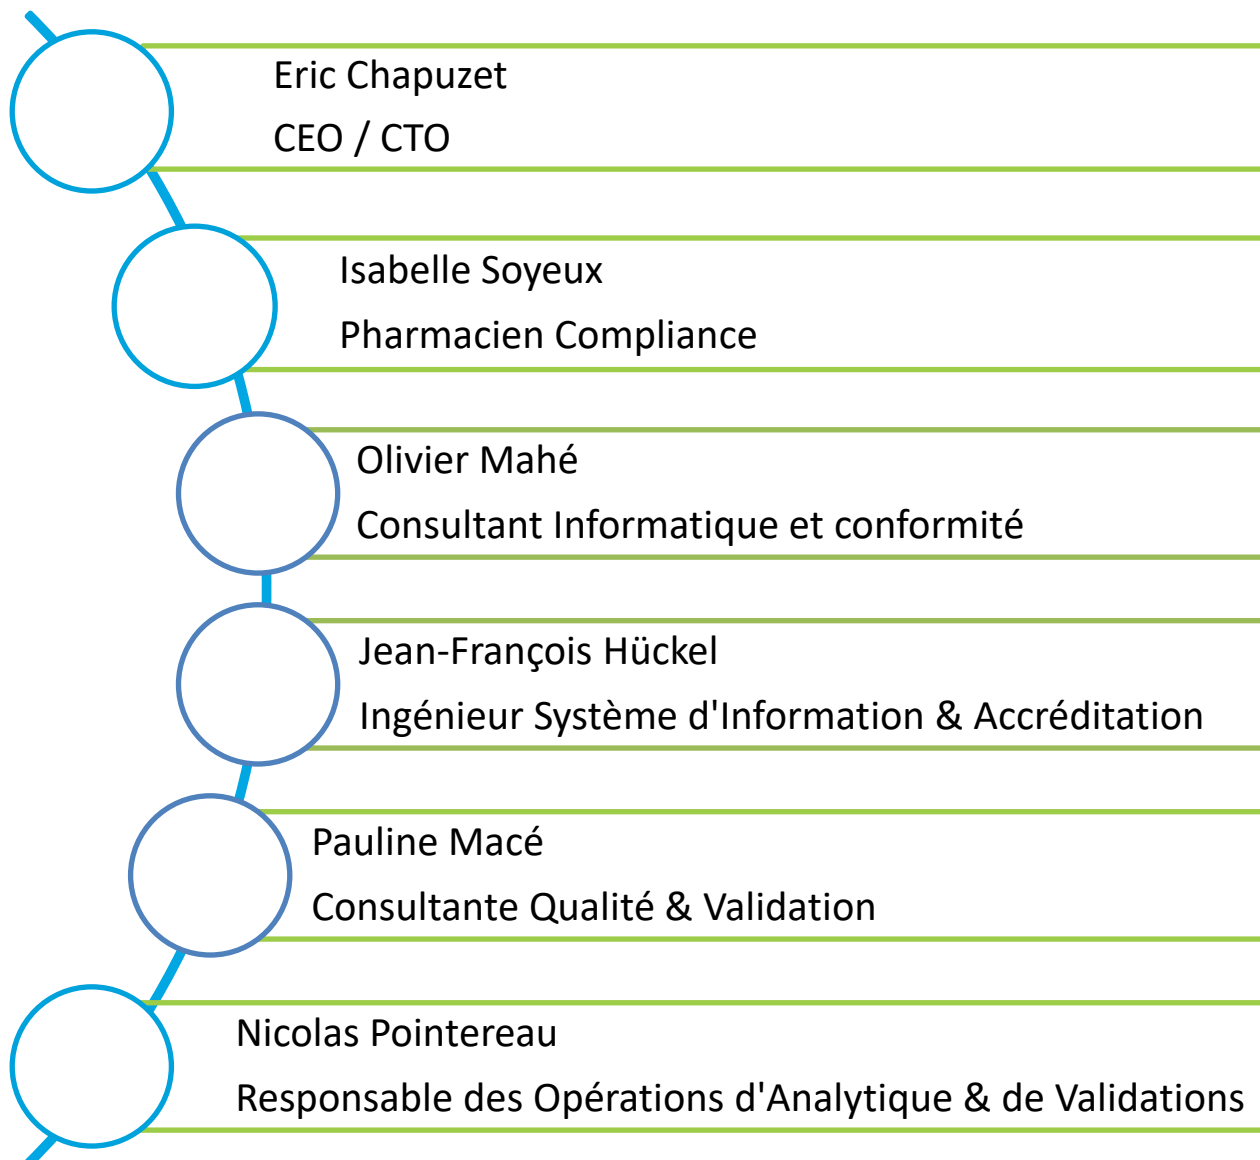 Eric Chapuzet
CEO / CTO
Isabelle Soyeux
Pharmacien Compliance
Olivier Mahé
Consultant Informatique et conformité
Jean-François Hückel
Ingénieur Système d'Information & Accréditation
Pauline Macé
Consultante Qualité & Validation
Nicolas Pointereau
Responsable des Opérations d'Analytique & de Validations